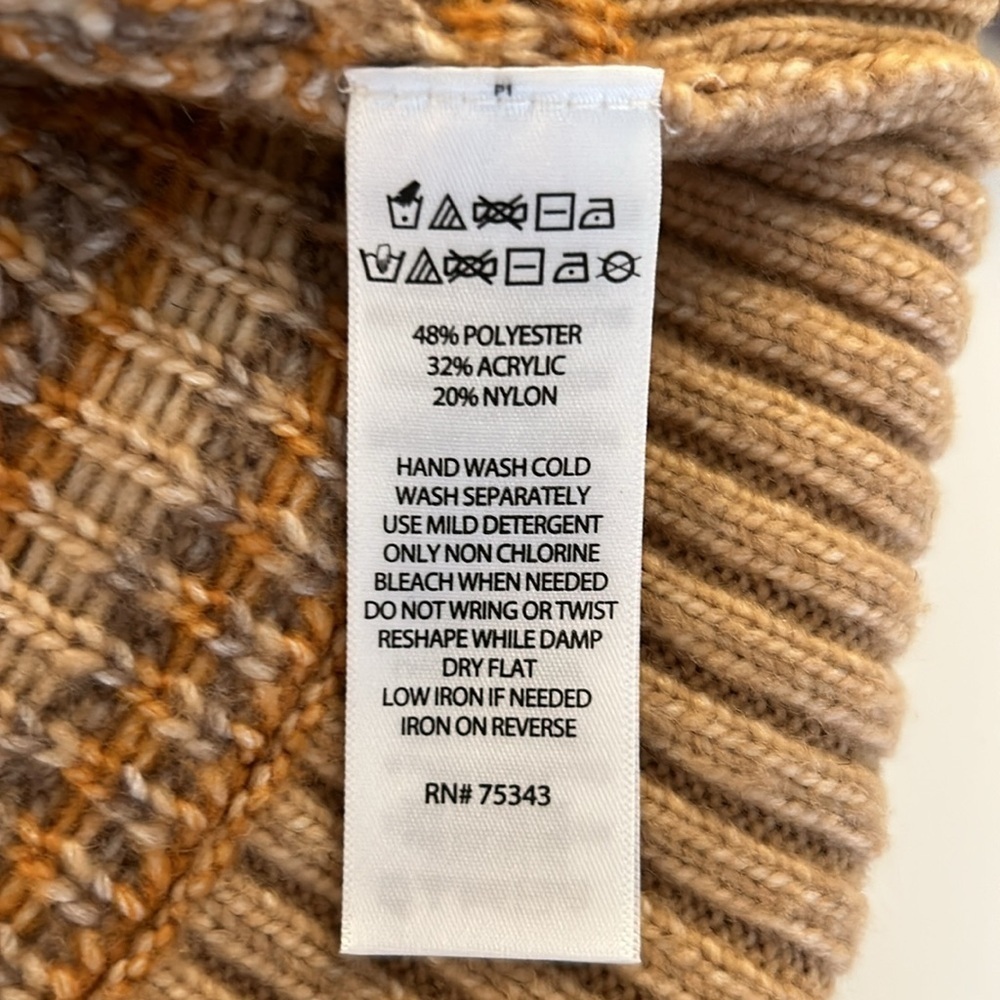 48% POLYESTER
32% ACRYLIC
20% NYLON
HAND WASH COLD
WASH SEPARATELY
USE MILD DETERGENT
ONLY NON CHLORINE
BLEACH WHEN NEEDED
DO NOT WRING OR TWIST
RESHAPE WHILE DAMP
DRY FLAT
LOW IRON IF NEEDED
IRON ON REVERSE
RN# 75343